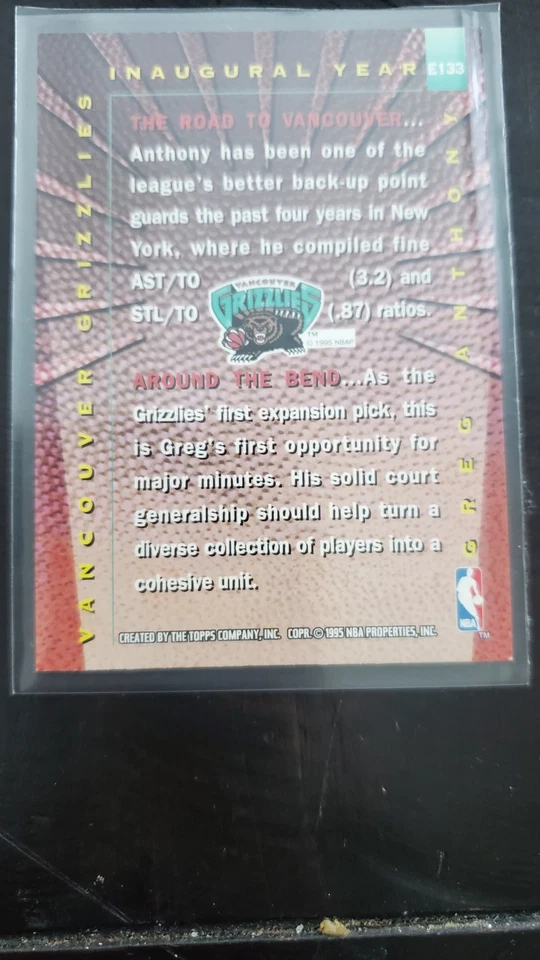 INAUGURAL YEAR
E133
VANCOUVER GRIZZLIES
GREG ANTHONY
THE ROAD TO VANCOUVER...
Anthony has been one of the
league's better back-up point
guards the past four years in New
York, where he compiled fine
AST/TO (3.2) and
STL/TO (.87) ratios.
VANCOUVER
GRIZZLIES
TM
© 1995 NBAP
AROUND THE BEND...As the
Grizzlies' first expansion pick, this
is Greg's first opportunity for
major minutes. His solid court
generalship should help turn a
diverse collection of players into a
cohesive unit.
CREATED BY THE TOPPS COMPANY, INC. COPR. © 1995 NBA PROPERTIES, INC.
NBA
TM